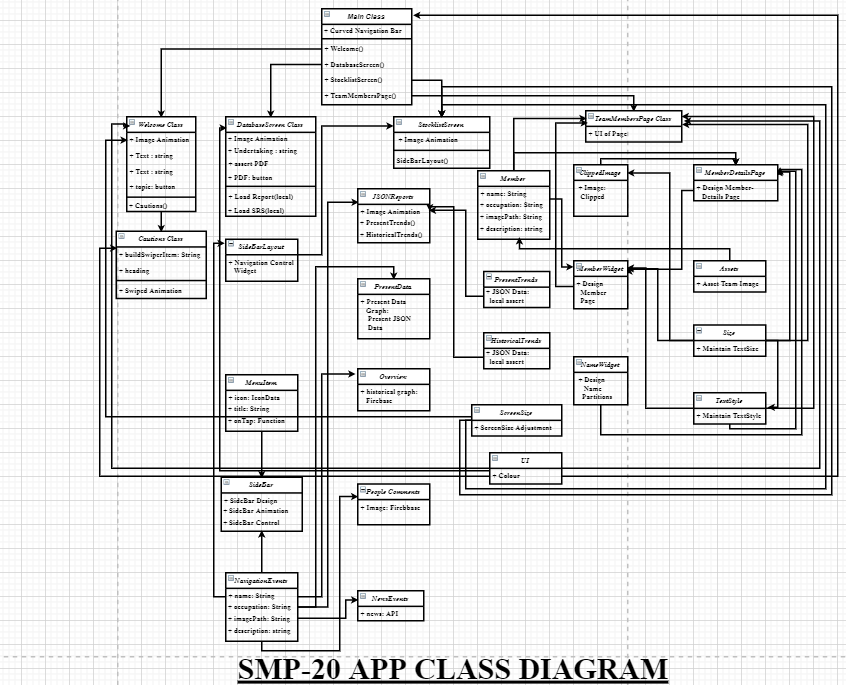 Main Class
+ Curved Navigation Bar
+ Welcome()
+ DatabaseScreen()
+ StocklistScreen()
+ TeamMembersPage()
Welcome Class
+ Image Animation
+ Text : string
+ Text : string
+ topic: button
+ Cautions()
DatabaseScreen Class
+ Image Animation
+ Undertaking : string
+ assert PDF
+ PDF: button
+ Load Report(local)
+ Load SRS(local)
StocklistScreen
+ Image Animation
SideBarLayout()
TeamMembersPage Class
+ UI of Page:
Member
+ name: String
+ occupation: String
+ imagePath: String
+ description: string
ClippedImage
+ Image:
Clipped
MemberDetailsPage
+ Design Member-
Details Page
JSONReports
+ Image Animation
+ PresentTrends()
+ HistoricalTrends()
Cautions Class
+ buildSwiperItem: String
+ heading
+ Swiped Animation
SideBarLayout
+ Navigation Control
Widget
PresentData
+ Present Data
Graph:
Present JSON
Data
PresentTrends
+ JSON Data:
local assert
MemberWidget
+ Design
Member
Page
Assets
+ Asset Team Image
HistoricalTrends
+ JSON Data:
local assert
Size
+ Maintain TextSize
NameWidget
+ Design
Name
Partitions
MenuItem
+ icon: IconData
+ title: String
+ onTap: Function
Overview
+ historical graph:
Firebase
TextStyle
+ Maintain TextStyle
ScreenSize
+ ScreenSize Adjustment
UI
+ Colour
SideBar
+ SideBar Design
+ SideBar Animation
+ SideBar Control
People Comments
+ Image: Firebbase
NavigationEvents
+ name: String
+ occupation: String
+ imagePath: String
+ description: string
NewsEvents
+ news: API
SMP-20 APP CLASS DIAGRAM